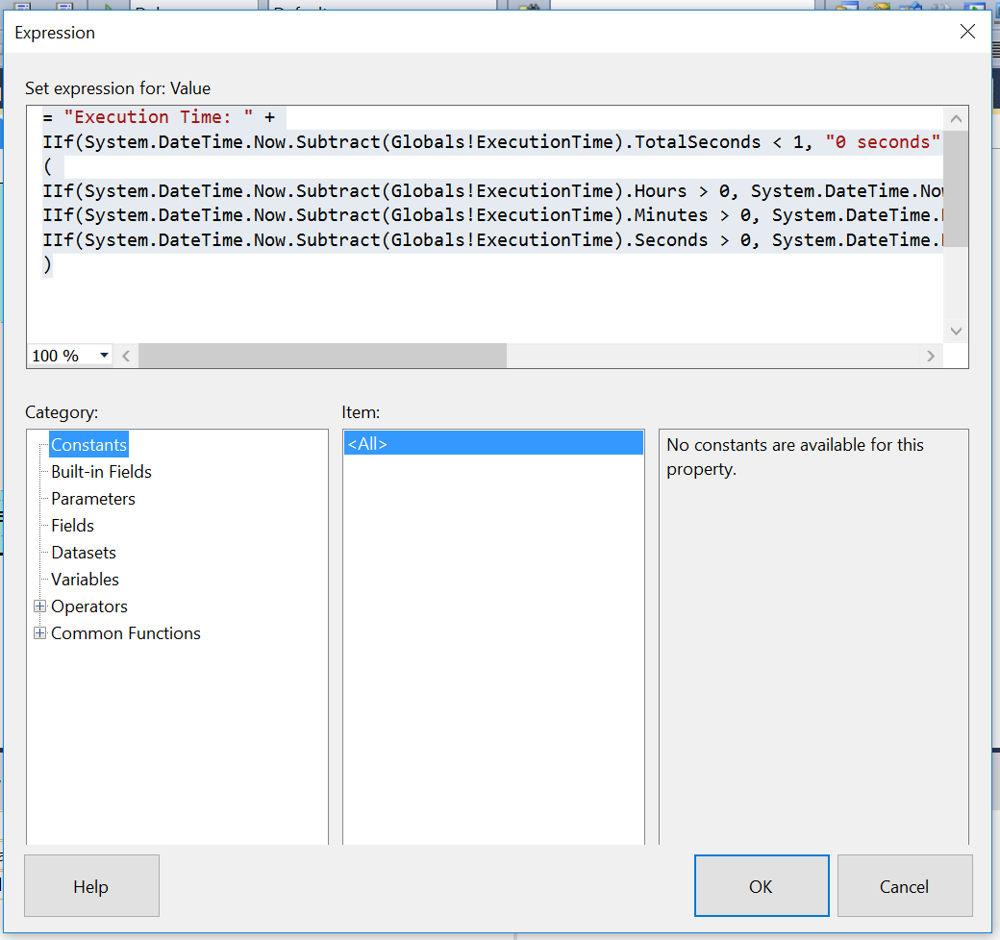 Expression
Set expression for: Value
= "Execution Time: " +
IIf(System.DateTime.Now.Subtract(Globals!ExecutionTime).TotalSeconds < 1, "0 seconds"
(
IIf(System.DateTime.Now.Subtract(Globals!ExecutionTime).Hours > 0, System.DateTime.Now
IIf(System.DateTime.Now.Subtract(Globals!ExecutionTime).Minutes > 0, System.DateTime.
IIf(System.DateTime.Now.Subtract(Globals!ExecutionTime).Seconds > 0, System.DateTime.
)
100 %
Category:
Item:
Constants
Built-in Fields
Parameters
Fields
Datasets
Variables
Operators
Common Functions
<All>
No constants are available for this
property.
Help
OK
Cancel